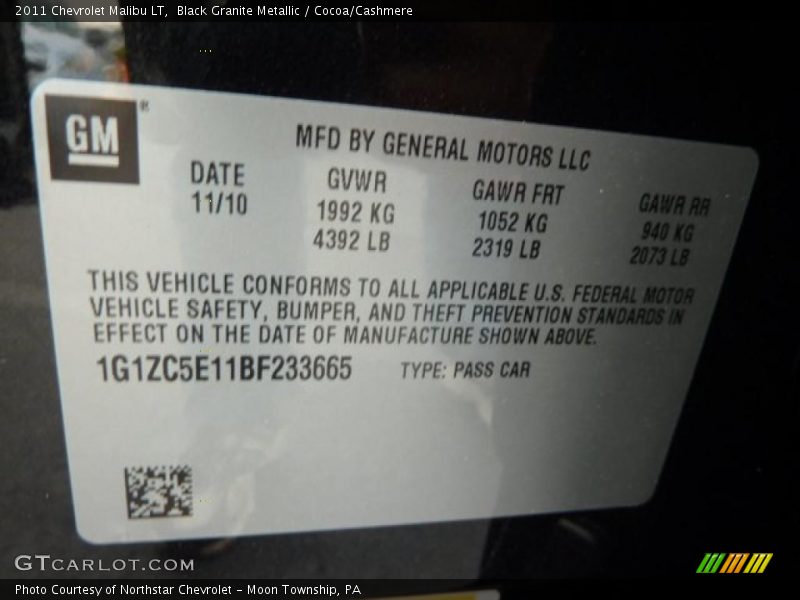 2011 Chevrolet Malibu LT, Black Granite Metallic / Cocoa/Cashmere
GM ®
MFD BY GENERAL MOTORS LLC
DATE GVWR GAWR FRT GAWR RR
11/10 1992 KG 1052 KG 940 KG
4392 LB 2319 LB 2073 LB
THIS VEHICLE CONFORMS TO ALL APPLICABLE U.S. FEDERAL MOTOR
VEHICLE SAFETY, BUMPER, AND THEFT PREVENTION STANDARDS IN
EFFECT ON THE DATE OF MANUFACTURE SHOWN ABOVE.
1G1ZC5E11BF233665 TYPE: PASS CAR
GTCARLOT.COM
Photo Courtesy of Northstar Chevrolet - Moon Township, PA